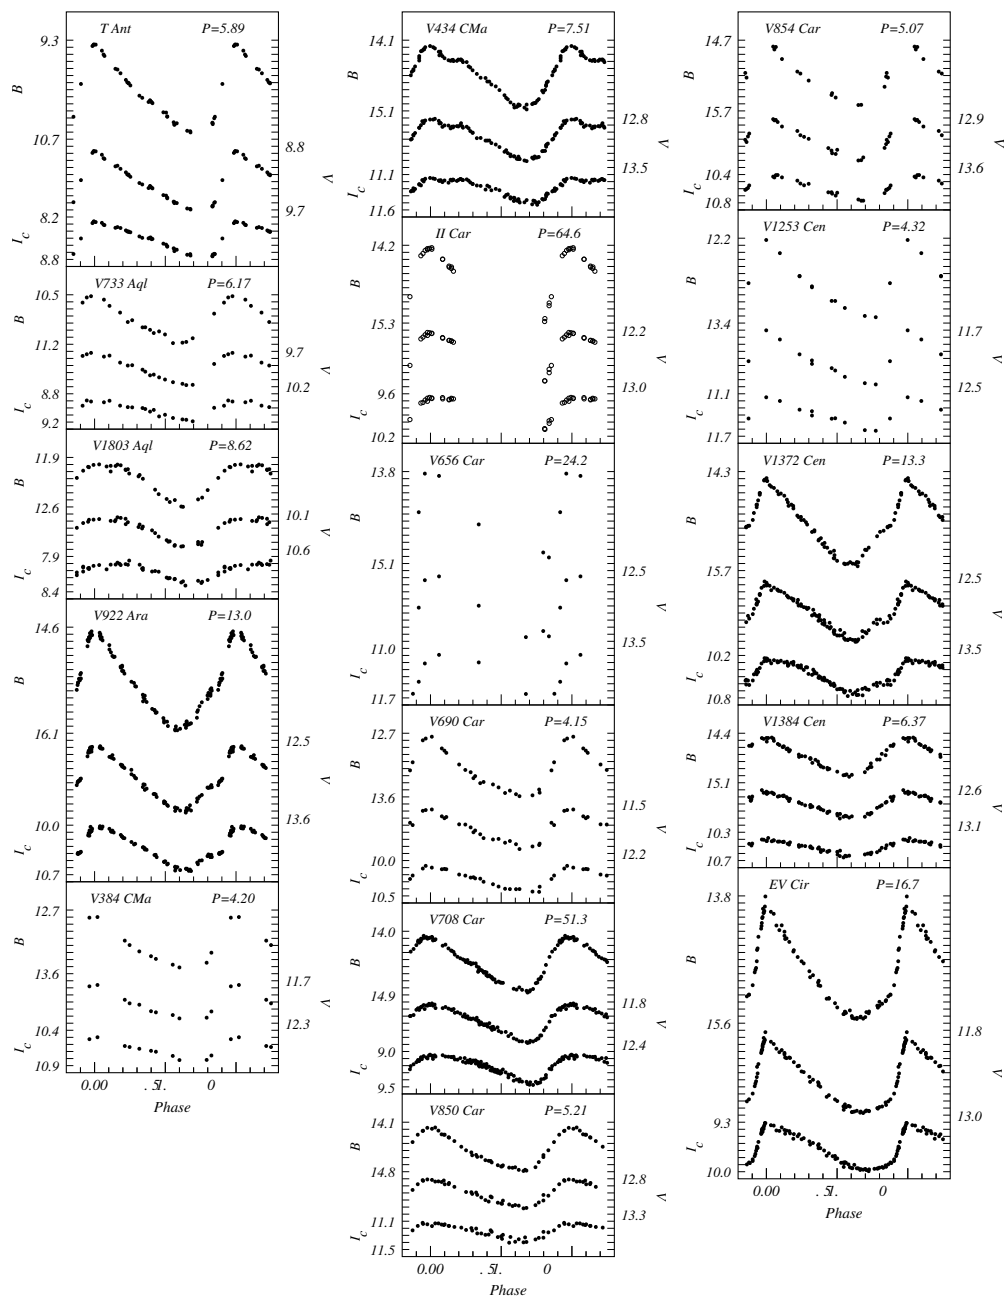 T Ant P=5.89
9.3
B
10.7
8.8
V
8.2
9.7
I_c
8.8
V733 Aql P=6.17
10.5
B
11.2
9.7
V
10.2
8.8
I_c
9.2
V1803 Aql P=8.62
11.9
B
12.6
10.1
V
10.6
7.9
I_c
8.4
V922 Ara P=13.0
14.6
B
16.1
12.5
V
13.6
10.0
I_c
10.7
V384 CMa P=4.20
12.7
B
13.6
11.7
V
12.3
10.4
I_c
10.9
0.00 .51. 0
Phase
V434 CMa P=7.51
14.1
B
15.1
12.8
V
13.5
11.1
I_c
11.6
II Car P=64.6
14.2
B
15.3
12.2
V
13.0
9.6
I_c
10.2
V656 Car P=24.2
13.8
B
15.1
12.5
V
13.5
11.0
I_c
11.7
V690 Car P=4.15
12.7
B
13.6
11.5
V
12.2
10.0
I_c
10.5
V708 Car P=51.3
14.0
B
14.9
11.8
V
12.4
9.0
I_c
9.5
V850 Car P=5.21
14.1
B
14.8
12.8
V
13.3
11.1
I_c
11.5
0.00 .51. 0
Phase
V854 Car P=5.07
14.7
B
15.7
12.9
V
13.6
10.4
I_c
10.8
V1253 Cen P=4.32
12.2
B
13.4
11.7
V
12.5
11.1
I_c
11.7
V1372 Cen P=13.3
14.3
B
15.7
12.5
V
13.5
10.2
I_c
10.8
V1384 Cen P=6.37
14.4
B
15.1
12.6
V
13.1
10.3
I_c
10.7
EV Cir P=16.7
13.8
B
15.6
11.8
V
13.0
9.3
I_c
10.0
0.00 .51. 0
Phase